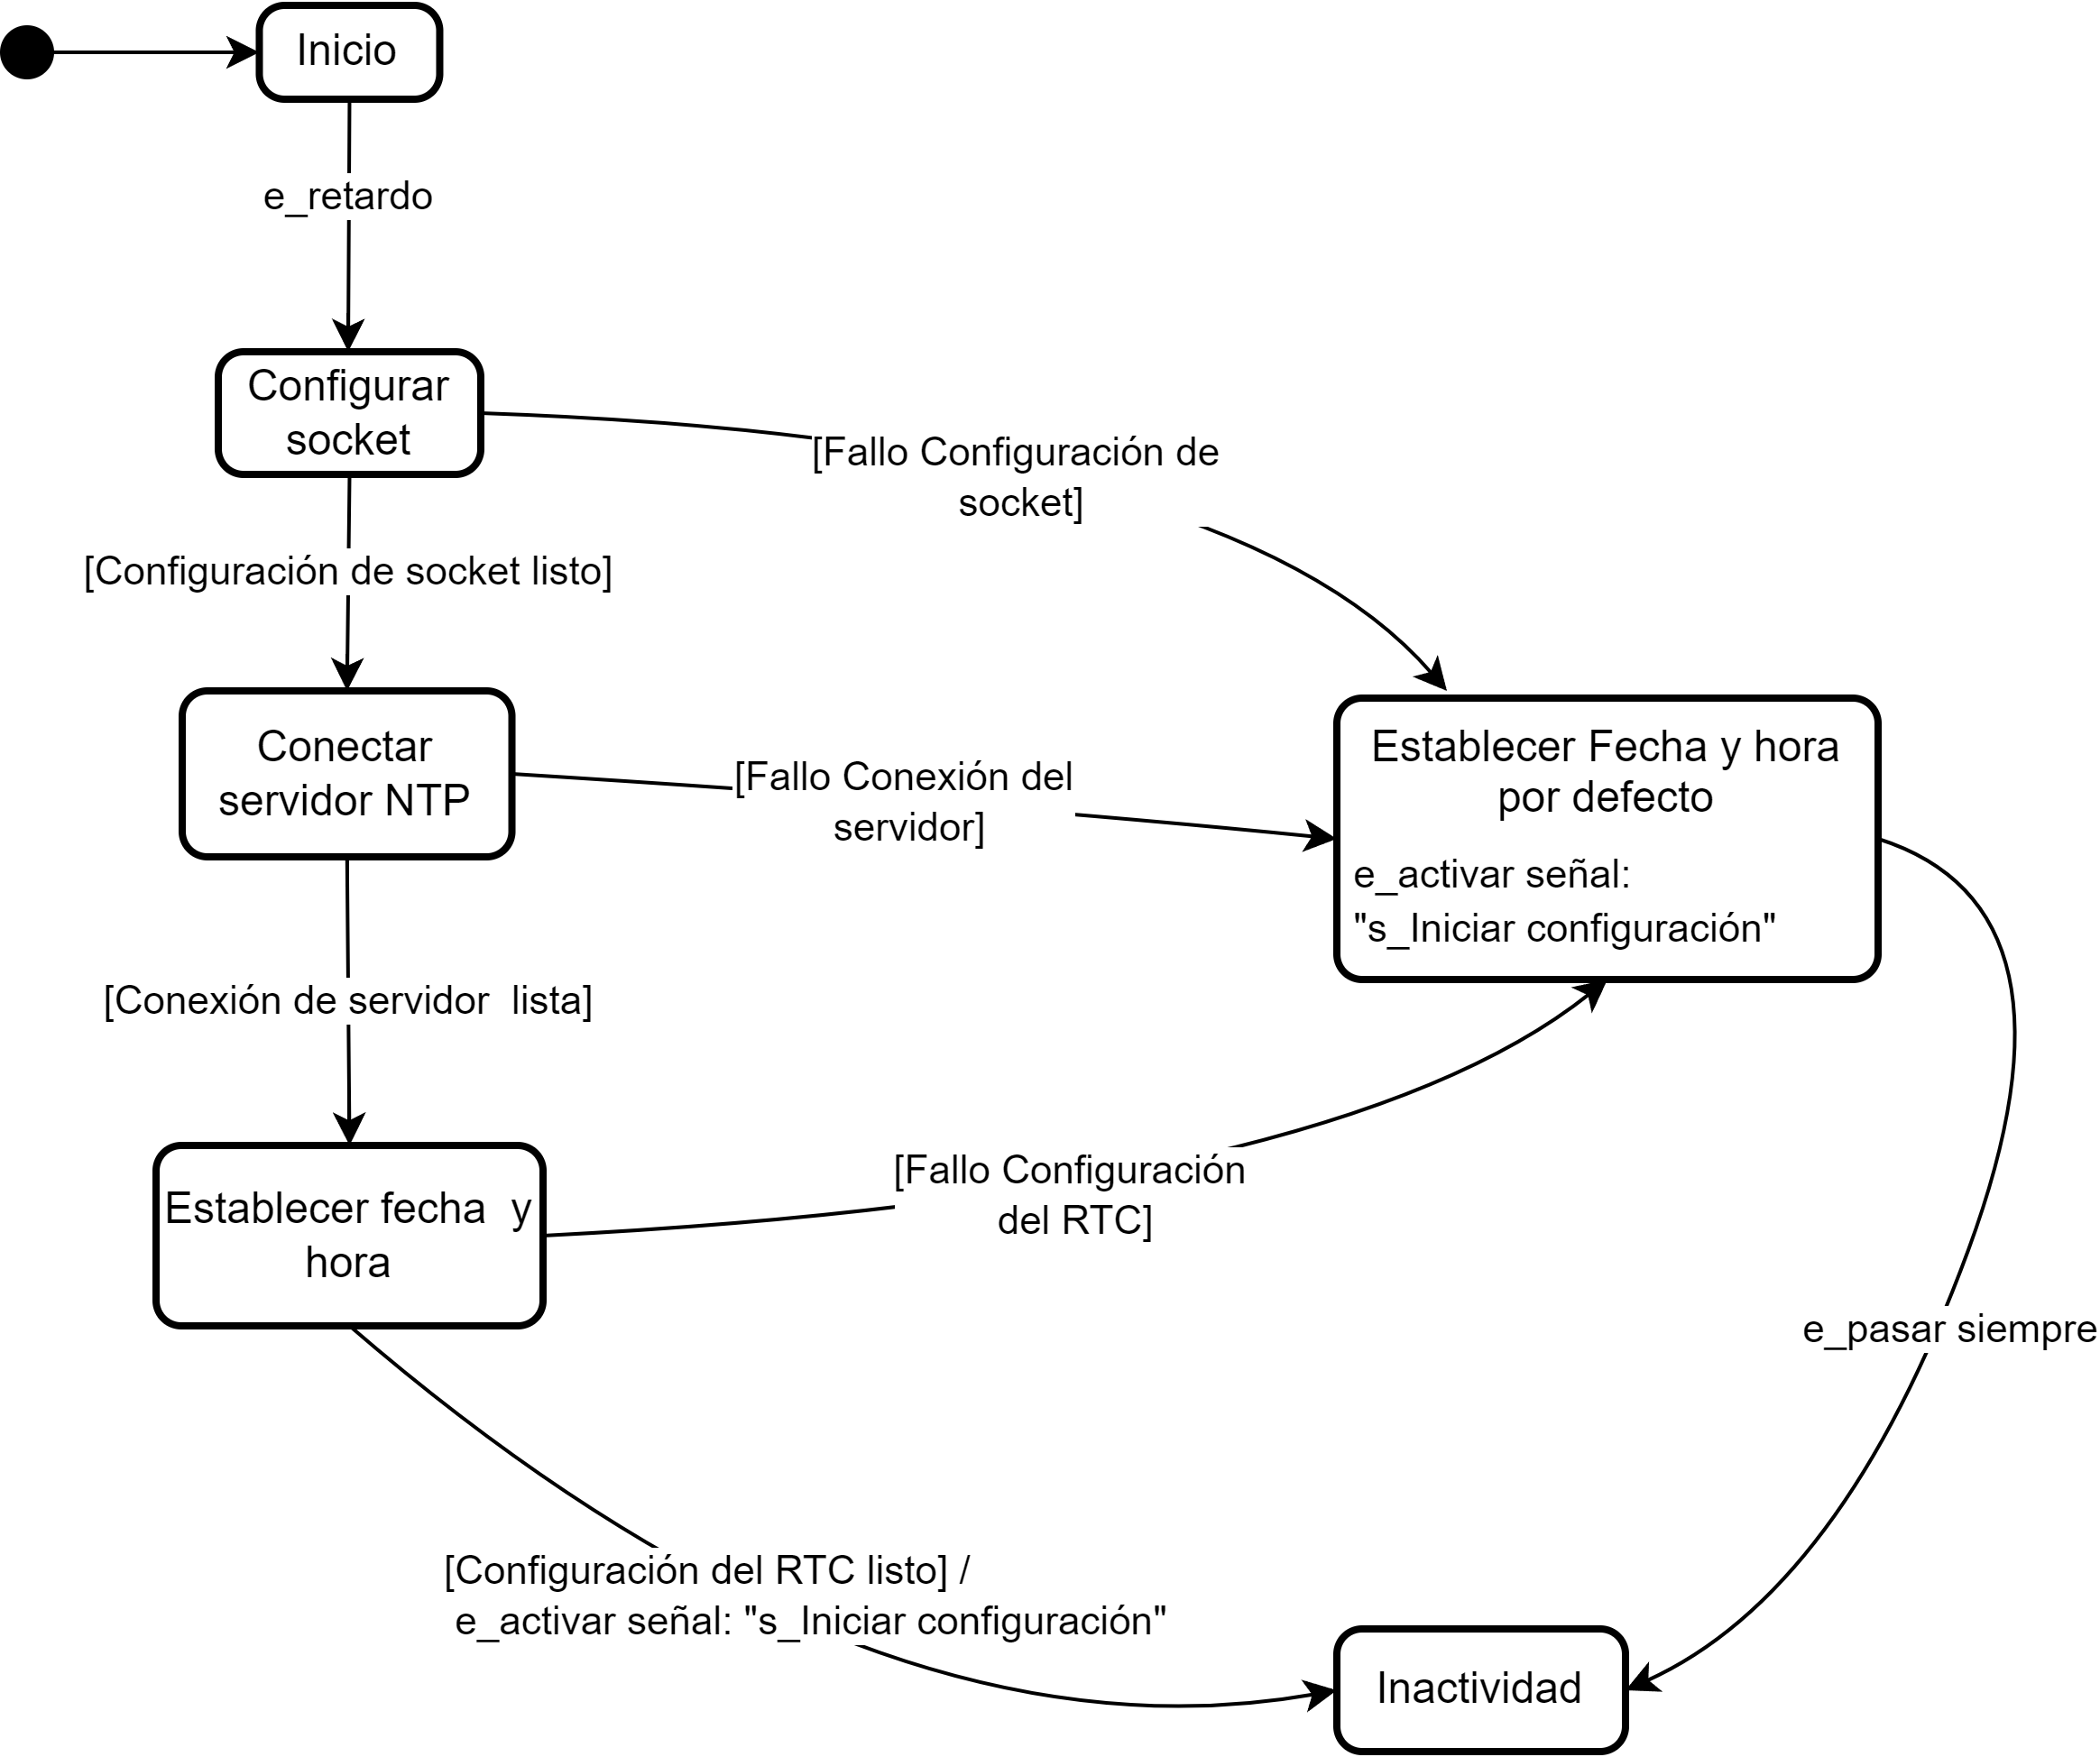 Inicio
e_retardo
Configurar
socket
[Fallo Configuración de
socket]
[Configuración de socket listo]
Conectar
servidor NTP
[Fallo Conexión del
servidor]
Establecer Fecha y hora
por defecto
e_activar señal:
"s_Iniciar configuración"
[Conexión de servidor  lista]
Establecer fecha  y
hora
[Fallo Configuración
del RTC]
e_pasar siempre
[Configuración del RTC listo] /
e_activar señal: "s_Iniciar configuración"
Inactividad